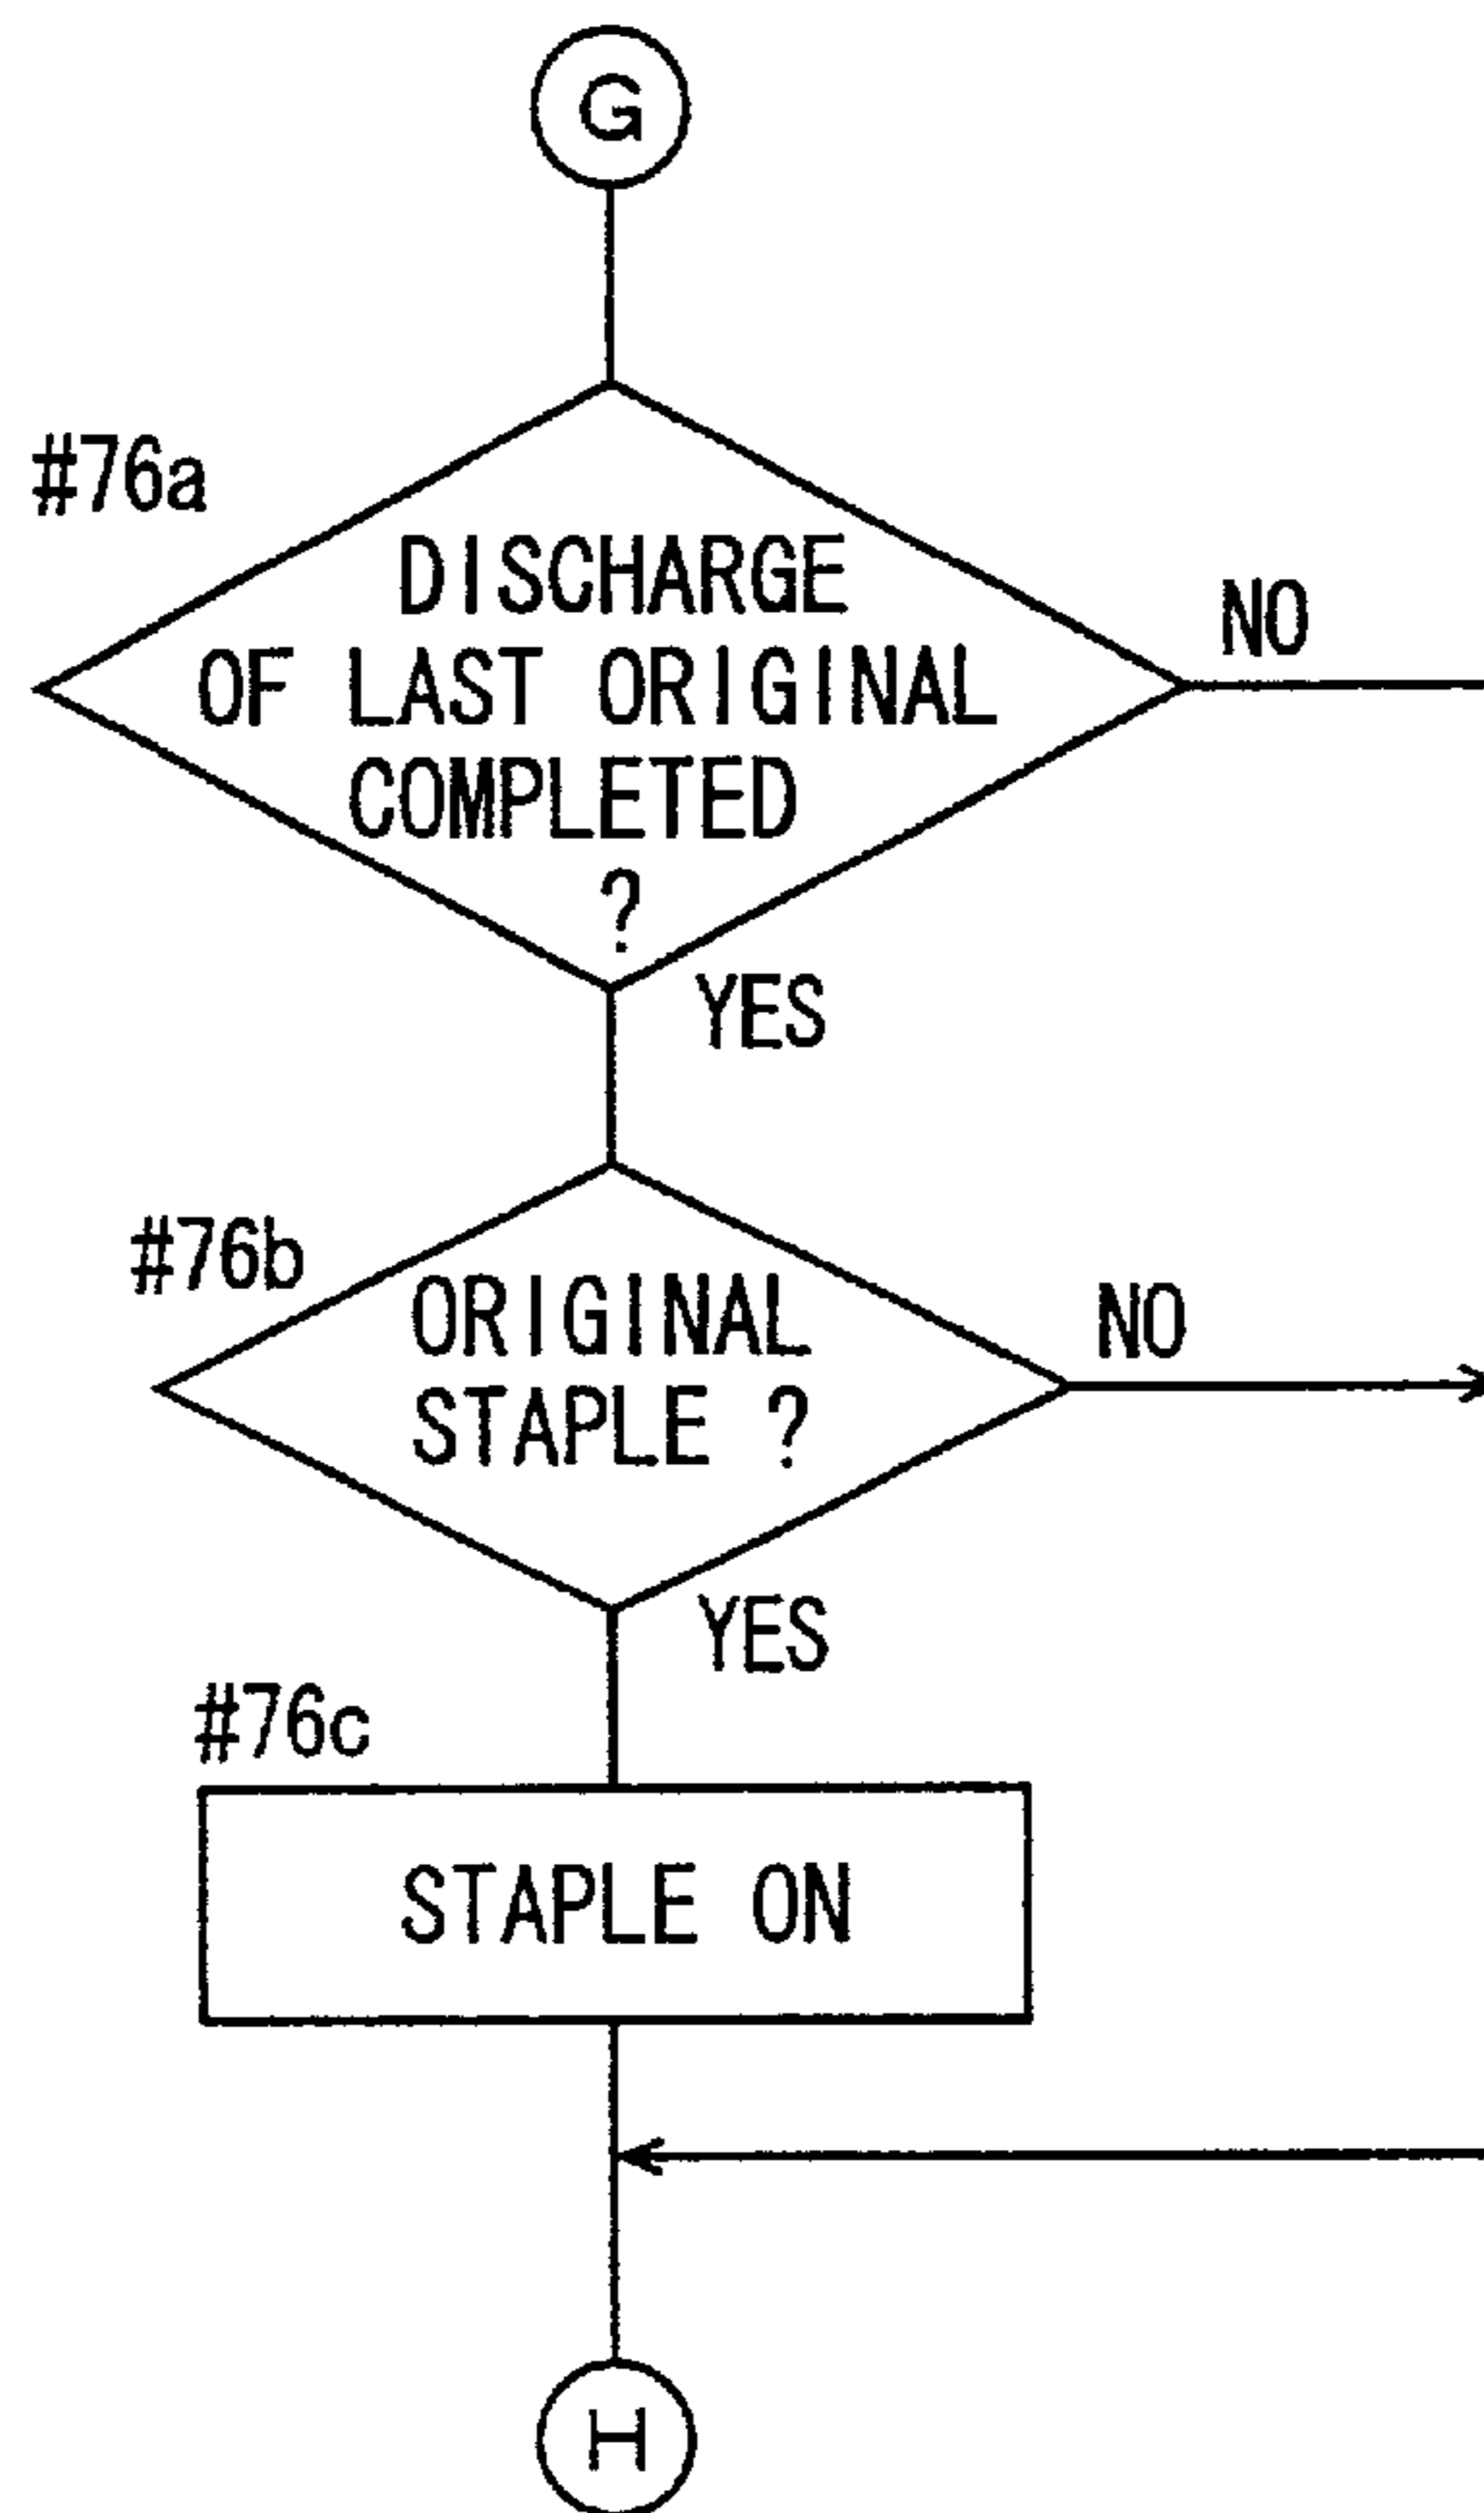 G
#76a
DISCHARGE
OF LAST ORIGINAL
COMPLETED
?
NO
YES
#76b
ORIGINAL
STAPLE ?
NO
YES
#76c
STAPLE ON
H